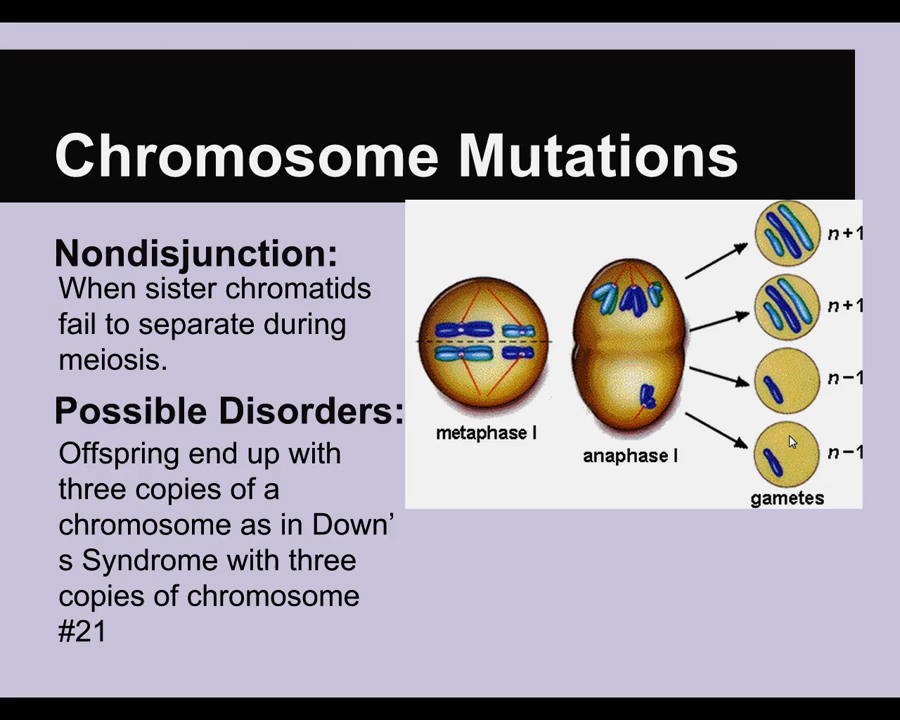 Chromosome Mutations
Nondisjunction:
When sister chromatids
fail to separate during
meiosis.
Possible Disorders:
Offspring end up with
three copies of a
chromosome as in Down’
s Syndrome with three
copies of chromosome
#21
metaphase I
anaphase I
n+1
n+1
n−1
n−1
gametes